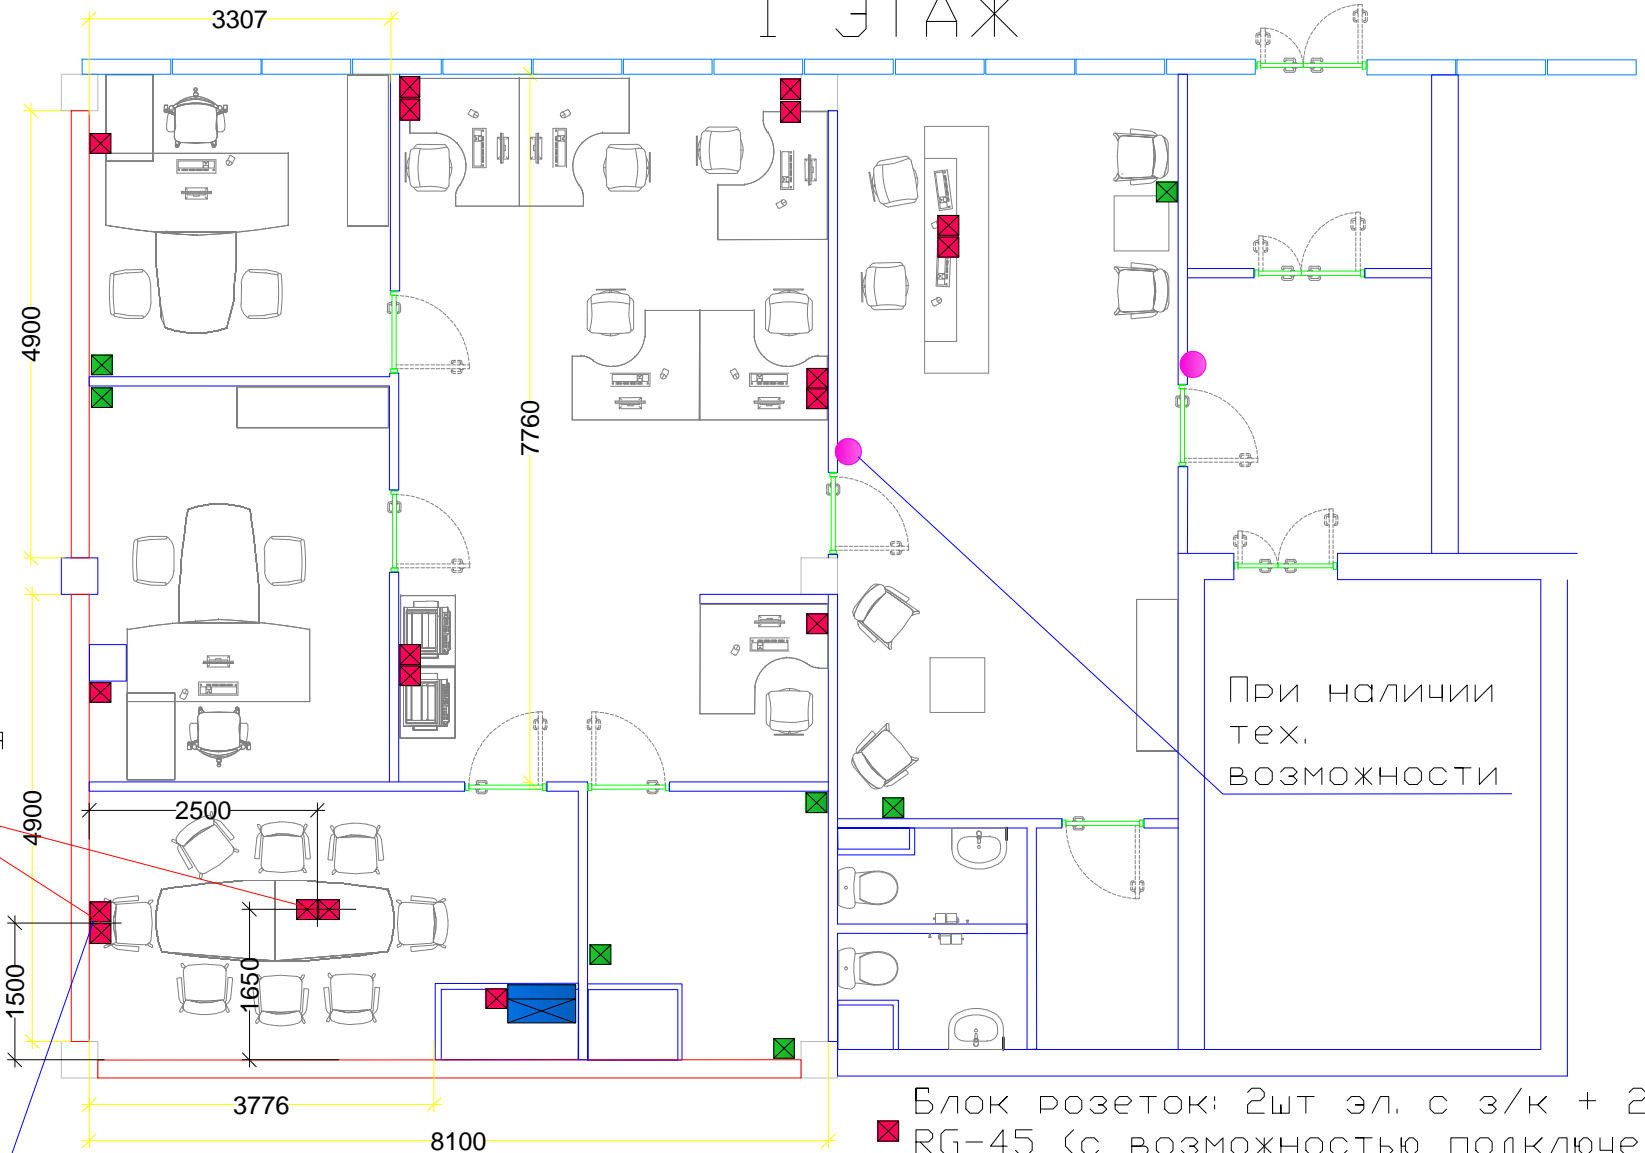 1 ЭТАЖ
3307
4900
7760
При наличии
тех.
возможности
я
4900
2500
1500
1650
3776
8100
Блок розеток: 2шт эл. с з/к + 2
RG-45 (с возможностью подключе